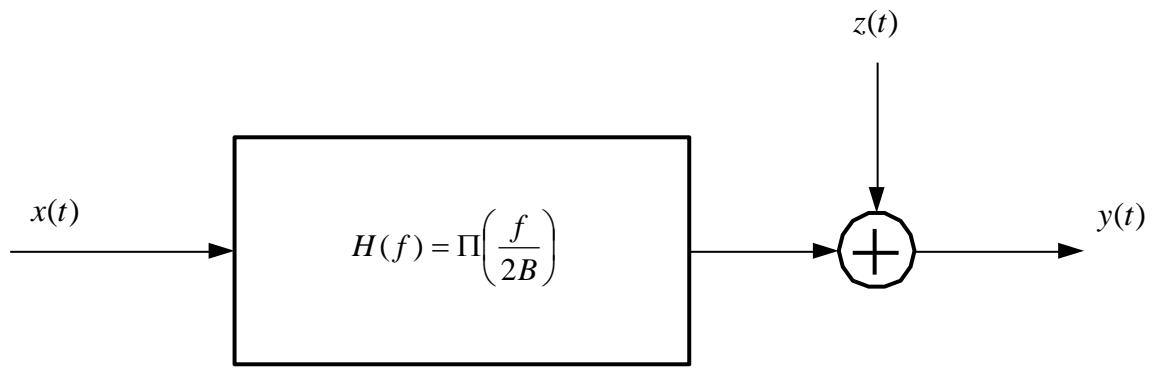 z(t)
x(t)
H(f) = Π(f/2B)
y(t)